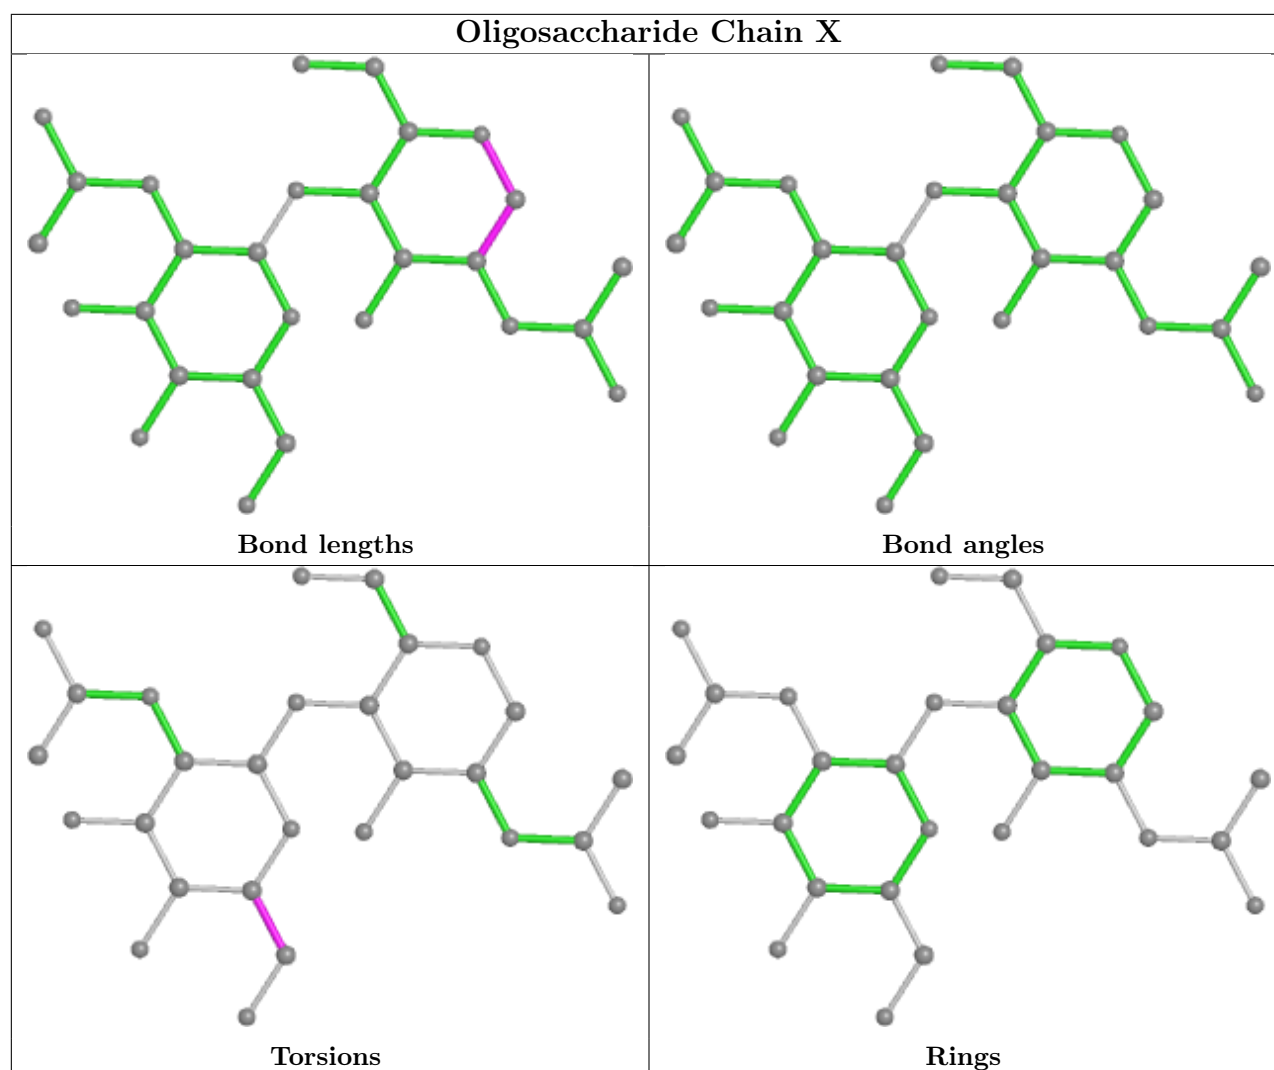 Oligosaccharide Chain X
Bond lengths
Bond angles
Torsions
Rings